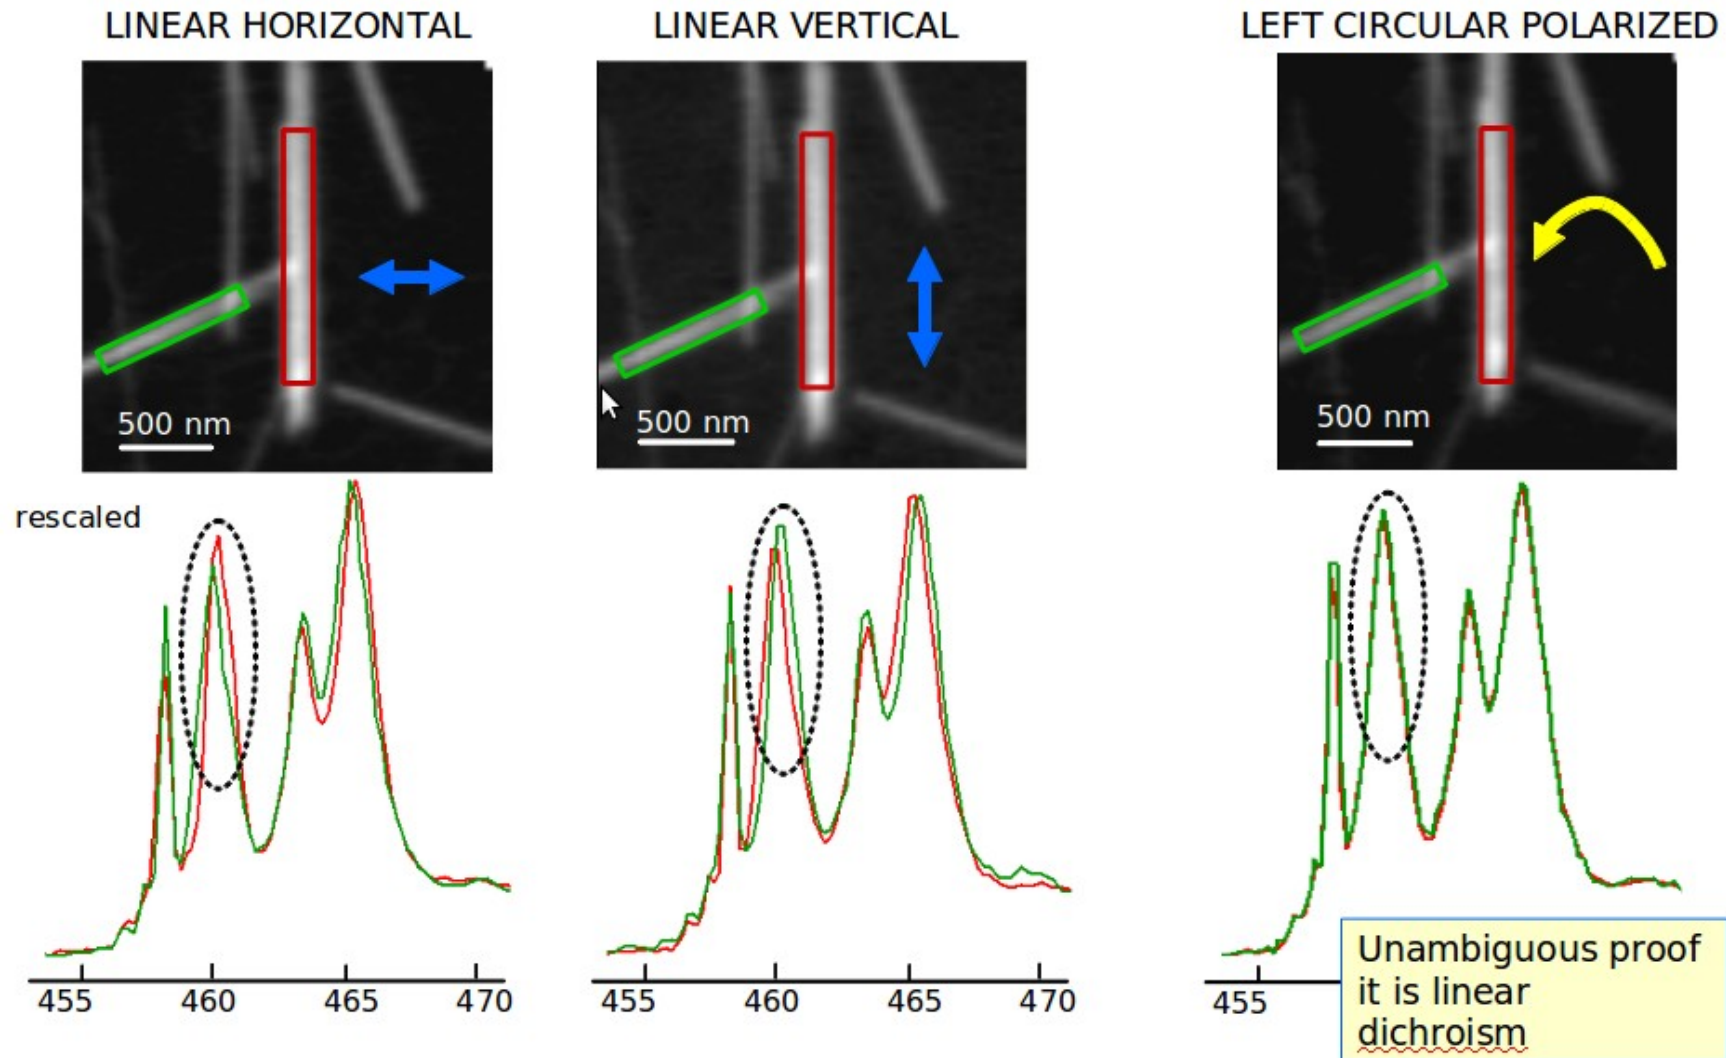 LINEAR HORIZONTAL
LINEAR VERTICAL
LEFT CIRCULAR POLARIZED
500 nm
500 nm
500 nm
rescaled
455 460 465 470
455 460 465 470
455
Unambiguous proof
it is linear
dichroism